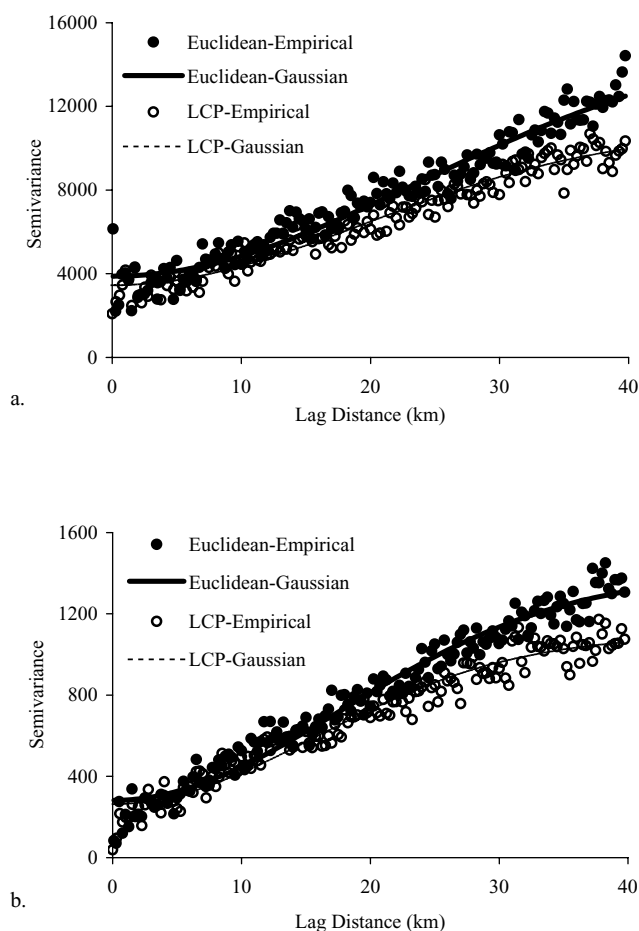 16000
12000
8000
4000
0
Semivariance
Euclidean-Empirical
Euclidean-Gaussian
LCP-Empirical
LCP-Gaussian
0 10 20 30 40
Lag Distance (km)
a.
1600
1200
800
400
0
Semivariance
Euclidean-Empirical
Euclidean-Gaussian
LCP-Empirical
LCP-Gaussian
0 10 20 30 40
Lag Distance (km)
b.